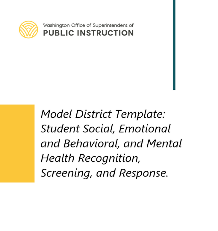 Washington Office of Superintendent of
PUBLIC INSTRUCTION
Model District Template:
Student Social, Emotional
and Behavioral, and Mental
Health Recognition,
Screening, and Response.